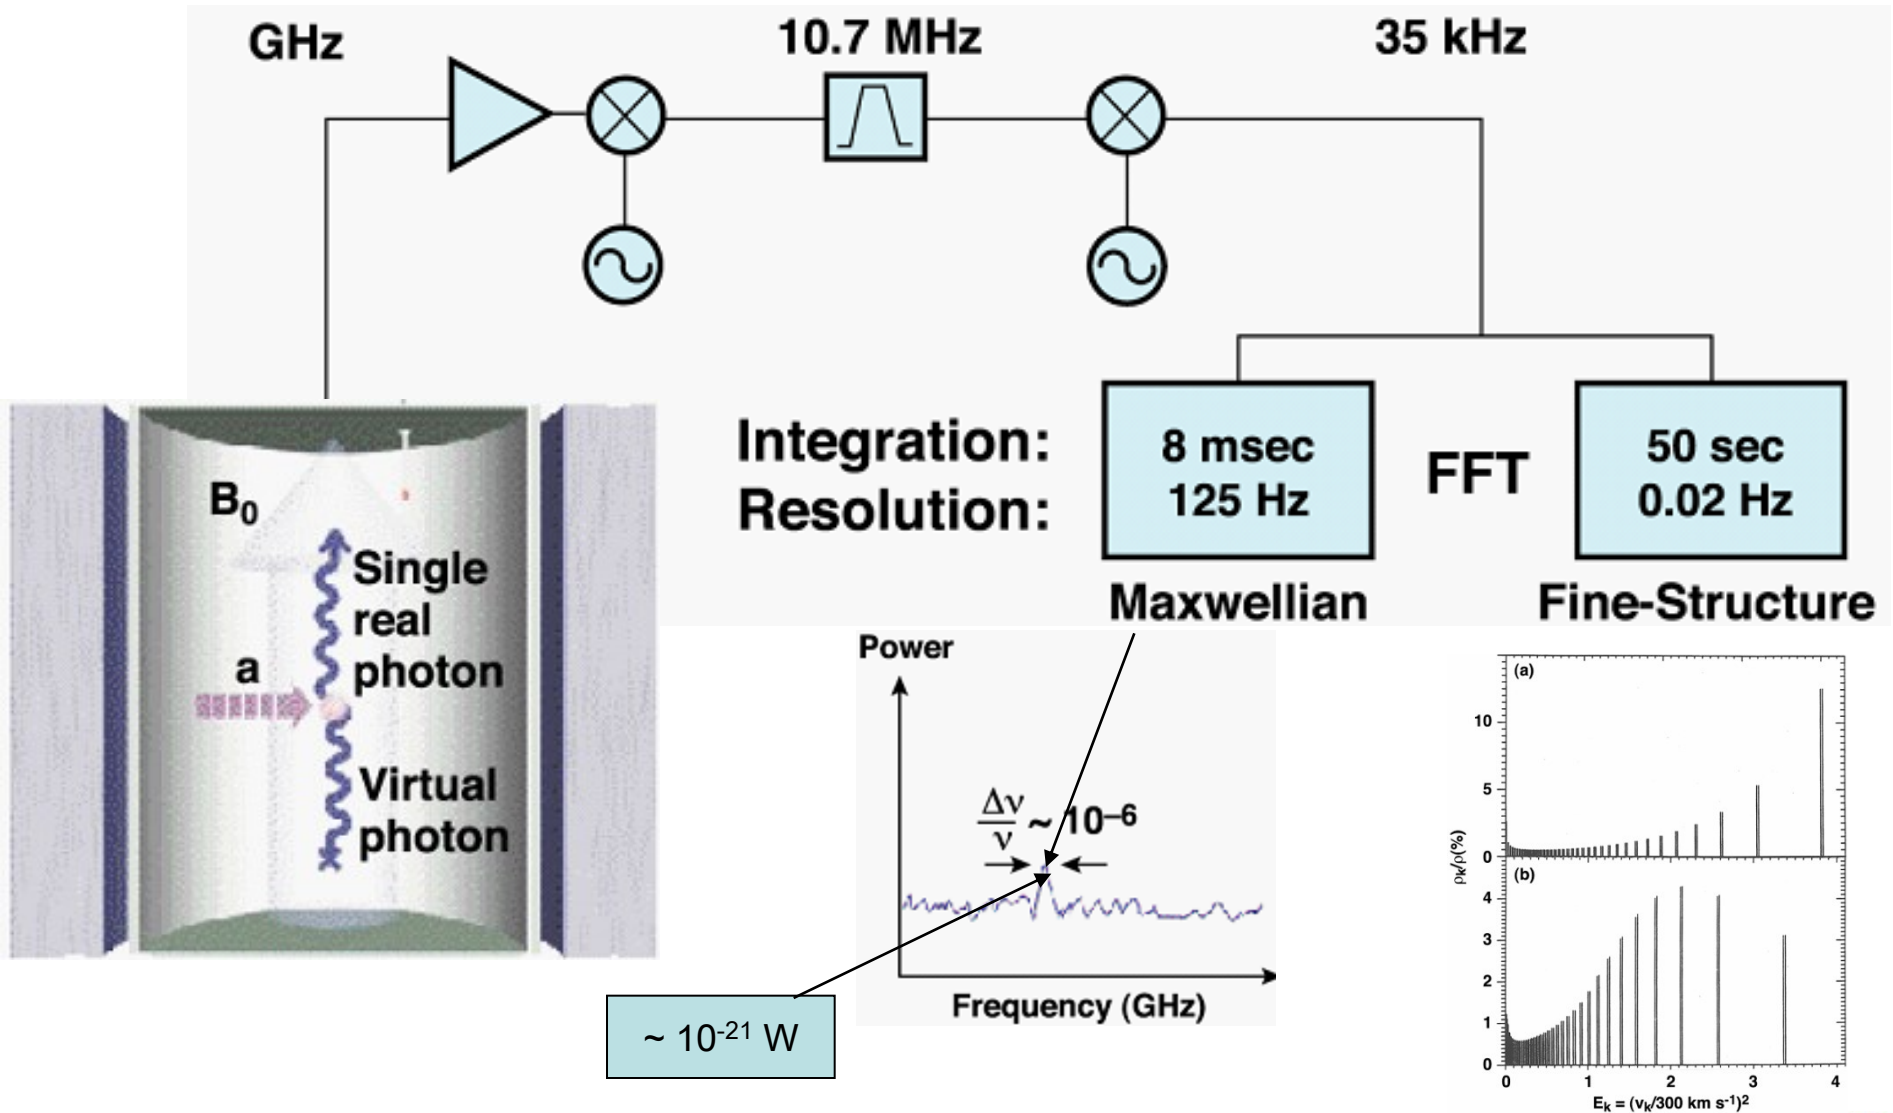 GHz
10.7 MHz
35 kHz
Integration:
Resolution:
8 msec
125 Hz
FFT
50 sec
0.02 Hz
Maxwellian
Fine-Structure
B₀
Single
real
photon
a
Virtual
photon
Power
Δν
ν
~ 10⁻⁶
Frequency (GHz)
~ 10⁻²¹ W
(a)
10
5
0
ρₖ/ρ(%)
(b)
4
3
2
1
0
0 1 2 3 4
Eₖ = (vₖ/300 km s⁻¹)²